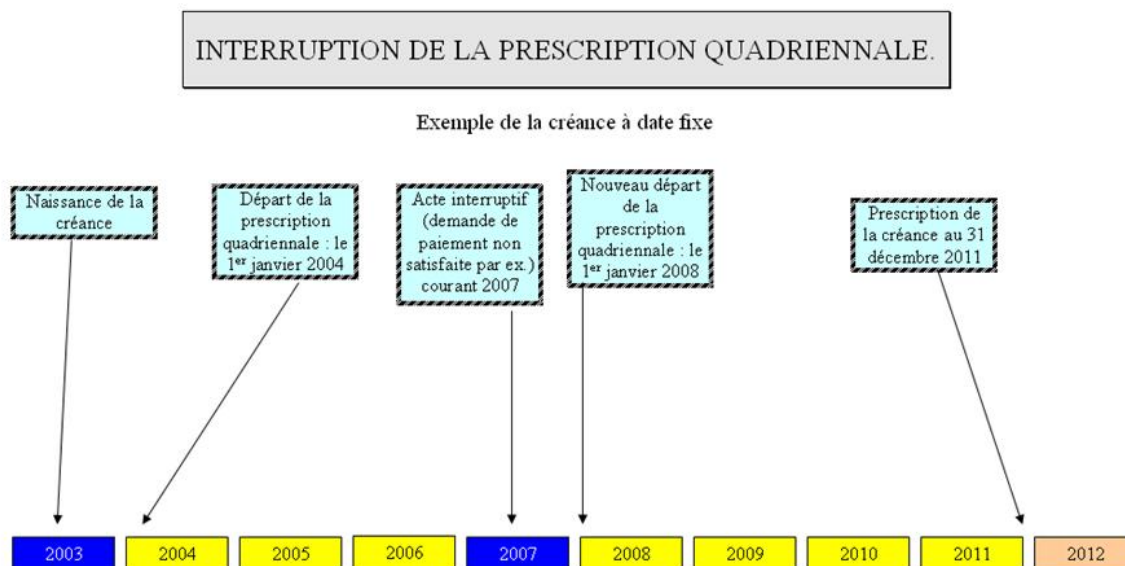 INTERRUPTION DE LA PRESCRIPTION QUADRIENNALE.
Exemple de la créance à date fixe
Naissance de la
créance
Départ de la
prescription
quadriennale : le
1er janvier 2004
Acte interruptif
(demande de
paiement non
satisfaite par ex.)
courant 2007
Nouveau départ
de la
prescription
quadriennale : le
1er janvier 2008
Prescription de
la créance au 31
décembre 2011
2003 2004 2005 2006 2007 2008 2009 2010 2011 2012